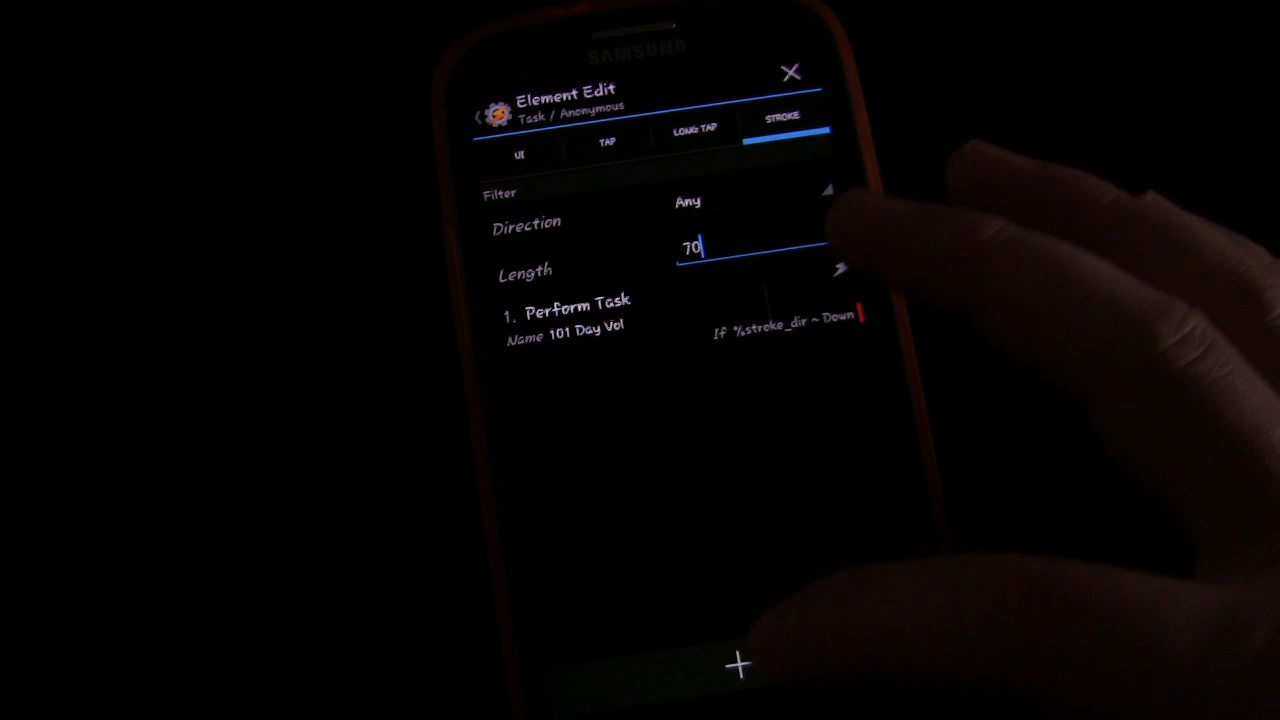 SAMSUNG
Element Edit
Task / Anonymous
UI TAP LONG TAP STROKE
Filter
Direction Any
Length 70
1. Perform Task
Name 101 Day Vol If %stroke_dir ~ Down
+